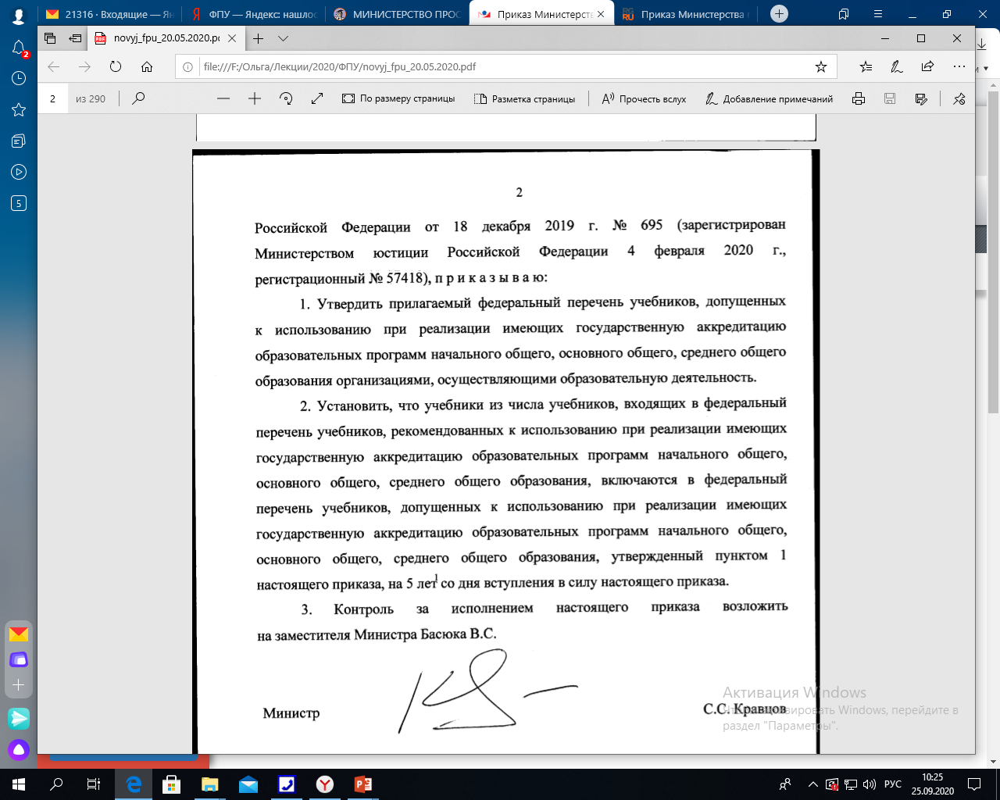 21316 · Входящие — Ян
ФПУ — Яндекс: нашлос
МИНИСТЕРСТВО ПРОС
Приказ Министерств
Приказ Министерства п
novyj_fpu_20.05.2020.pc
file:///F:/Ольга/Лекции/2020/ФПУ/novyj_fpu_20.05.2020.pdf
2 из 290
По размеру страницы
Разметка страницы
Прочесть вслух
Добавление примечаний
2
5
2
Российской Федерации от 18 декабря 2019 г. № 695 (зарегистрирован
Министерством юстиции Российской Федерации 4 февраля 2020 г.,
регистрационный № 57418), п р и к а з ы в а ю:
1. Утвердить прилагаемый федеральный перечень учебников, допущенных
к использованию при реализации имеющих государственную аккредитацию
образовательных программ начального общего, основного общего, среднего общего
образования организациями, осуществляющими образовательную деятельность.
2. Установить, что учебники из числа учебников, входящих в федеральный
перечень учебников, рекомендованных к использованию при реализации имеющих
государственную аккредитацию образовательных программ начального общего,
основного общего, среднего общего образования, включаются в федеральный
перечень учебников, допущенных к использованию при реализации имеющих
государственную аккредитацию образовательных программ начального общего,
основного общего, среднего общего образования, утвержденный пунктом 1
настоящего приказа, на 5 лет со дня вступления в силу настоящего приказа.
3. Контроль за исполнением настоящего приказа возложить
на заместителя Министра Басюка В.С.
Министр
С.С. Кравцов
Активация Windows
Чтобы активировать Windows, перейдите в
раздел "Параметры".
РУС
10:25
25.09.2020